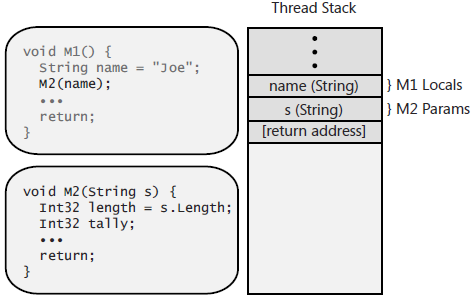 Thread Stack
void M1() {
String name = "Joe";
M2(name);
•••
return;
}
•
•
•
name (String)
} M1 Locals
s (String)
} M2 Params
[return address]
void M2(String s) {
Int32 length = s.Length;
Int32 tally;
•••
return;
}